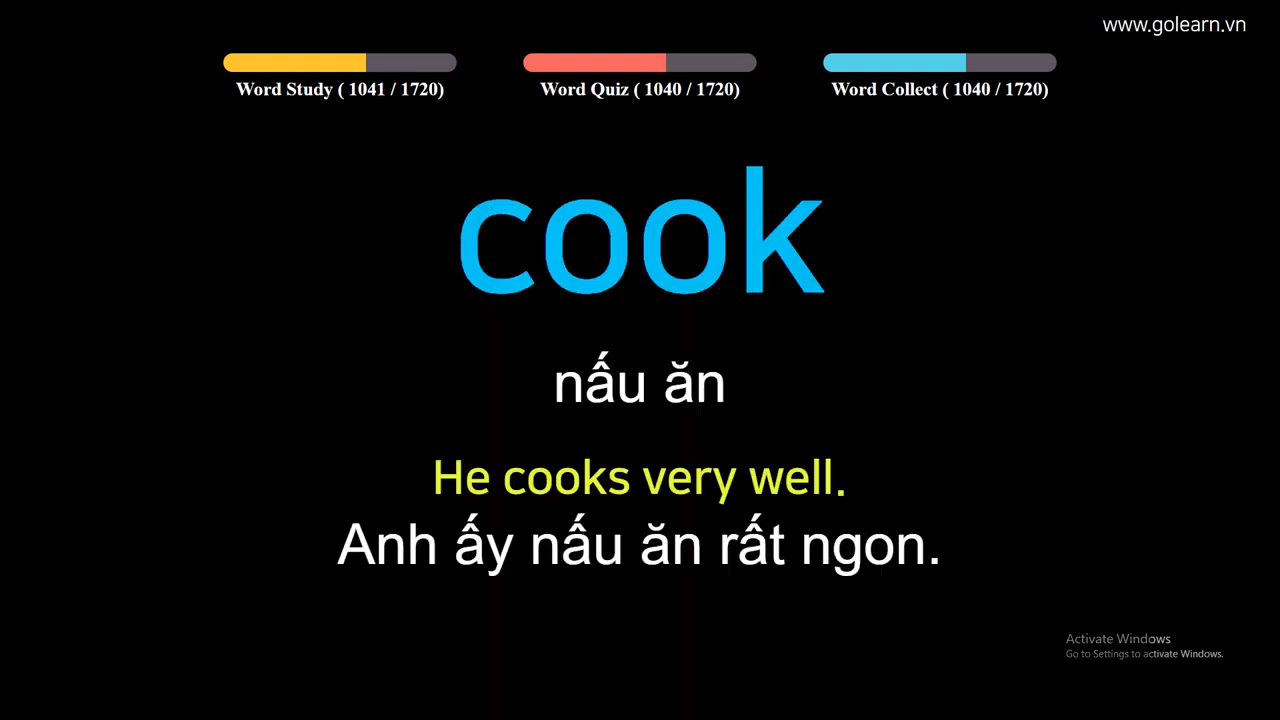 www.golearn.vn
Word Study ( 1041 / 1720)
Word Quiz ( 1040 / 1720)
Word Collect ( 1040 / 1720)
cook
nấu ăn
He cooks very well.
Anh ấy nấu ăn rất ngon.
Activate Windows
Go to Settings to activate Windows.